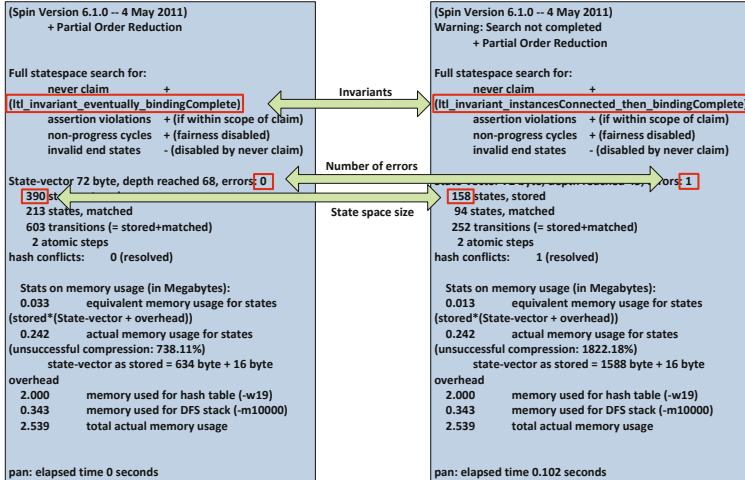 (Spin Version 6.1.0 -- 4 May 2011)
+ Partial Order Reduction
Full statespace search for:
never claim +
(ltl_invariant_eventually_bindingComplete)
assertion violations + (if within scope of claim)
non-progress cycles + (fairness disabled)
invalid end states - (disabled by never claim)
State-vector 72 byte, depth reached 68, errors: 0
390
213 states, matched
603 transitions (= stored+matched)
2 atomic steps
hash conflicts: 0 (resolved)
Stats on memory usage (in Megabytes):
0.033 equivalent memory usage for states
(stored*(State-vector + overhead))
0.242 actual memory usage for states
(unsuccessful compression: 738.11%)
state-vector as stored = 634 byte + 16 byte
overhead
2.000 memory used for hash table (-w19)
0.343 memory used for DFS stack (-m10000)
2.539 total actual memory usage
pan: elapsed time 0 seconds
Invariants
Number of errors
State space size
(Spin Version 6.1.0 -- 4 May 2011)
Warning: Search not completed
+ Partial Order Reduction
Full statespace search for:
never claim +
(ltl_invariant_instancesConnected_then_bindingComplete)
assertion violations + (if within scope of claim)
non-progress cycles + (fairness disabled)
invalid end states - (disabled by never claim)
1
158 states, stored
94 states, matched
252 transitions (= stored+matched)
2 atomic steps
hash conflicts: 1 (resolved)
Stats on memory usage (in Megabytes):
0.013 equivalent memory usage for states
(stored*(State-vector + overhead))
0.242 actual memory usage for states
(unsuccessful compression: 1822.18%)
state-vector as stored = 1588 byte + 16 byte
overhead
2.000 memory used for hash table (-w19)
0.343 memory used for DFS stack (-m10000)
2.539 total actual memory usage
pan: elapsed time 0.102 seconds